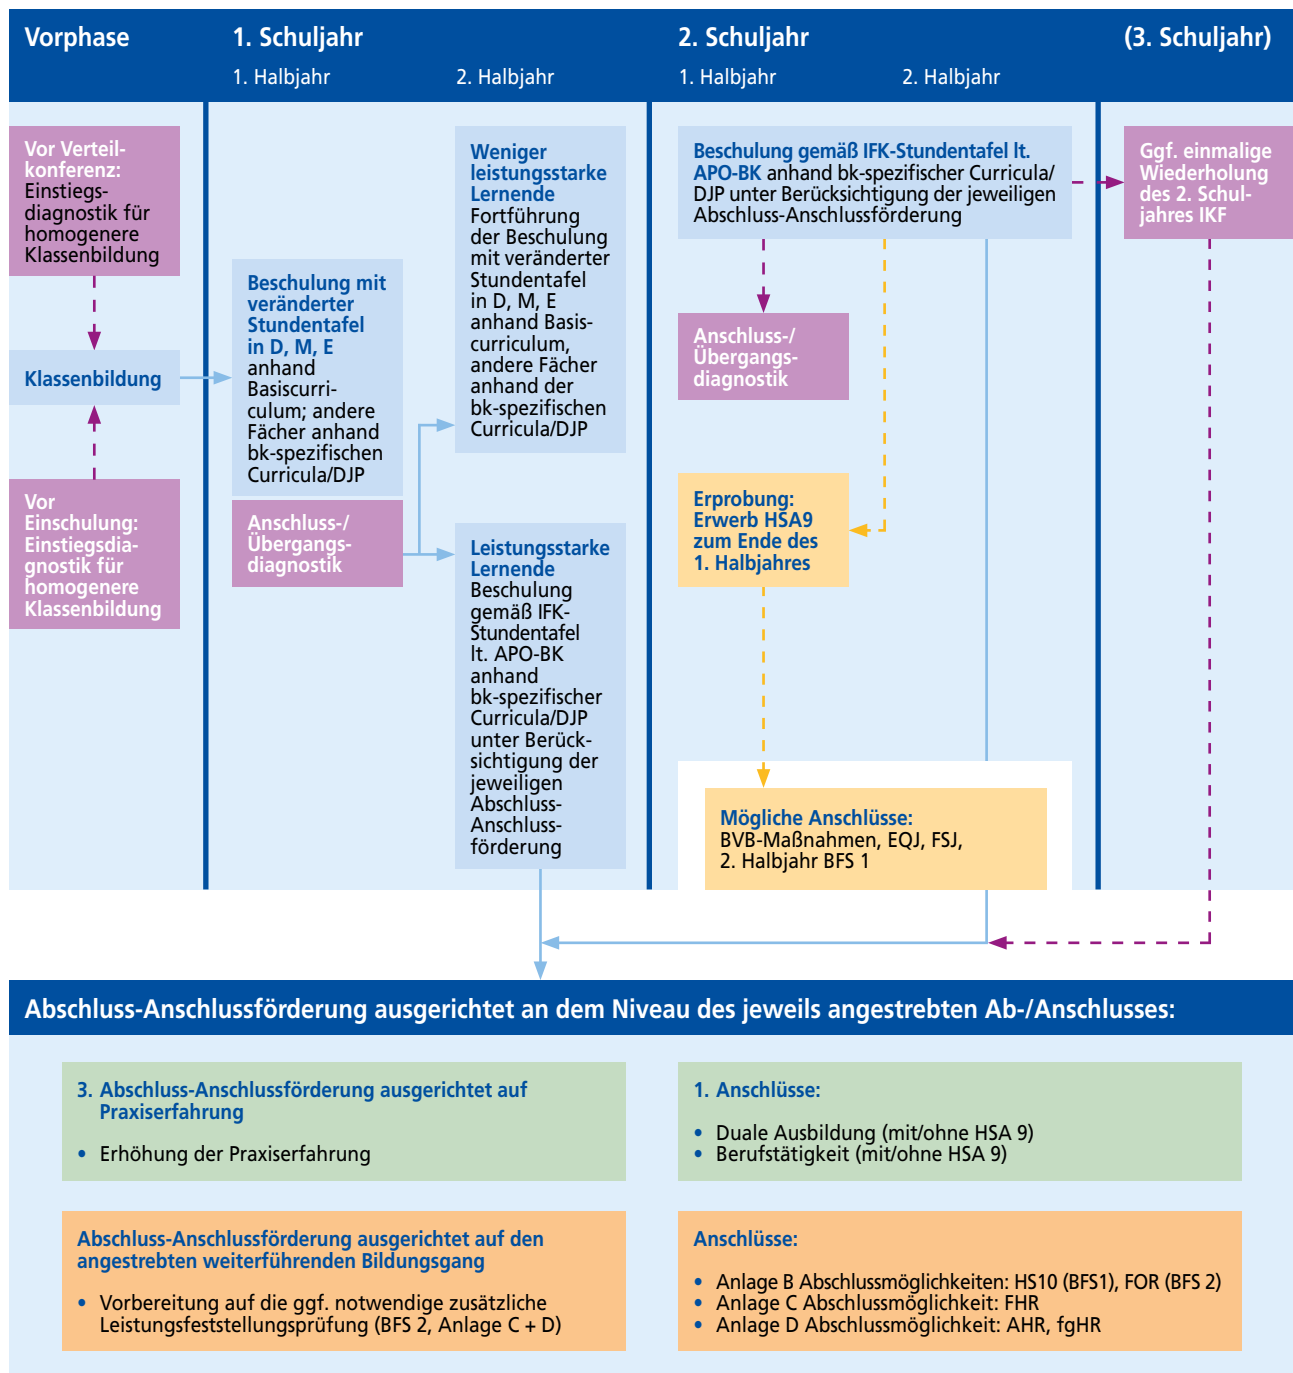 Vorphase
1. Schuljahr
2. Schuljahr
(3. Schuljahr)
1. Halbjahr
2. Halbjahr
1. Halbjahr
2. Halbjahr
Vor Verteil-
konferenz:
Einstiegs-
diagnostik für
homogenere
Klassenbildung
Klassenbildung
Vor
Einschulung:
Einstiegsdia-
gnostik für
homogenere
Klassenbildung
Beschulung mit
veränderter
Stundentafel
in D, M, E
anhand
Basiscurri-
culum; andere
Fächer anhand
bk-spezifischen
Curricula/DJP
Anschluss-/
Übergangs-
diagnostik
Weniger
leistungsstarke
Lernende
Fortführung
der Beschulung
mit veränderter
Stundentafel
in D, M, E
anhand Basis-
curriculum,
andere Fächer
anhand der
bk-spezifischen
Curricula/DJP
Leistungsstarke
Lernende
Beschulung
gemäß IFK-
Stundentafel
lt. APO-BK
anhand
bk-spezifischer
Curricula/DJP
unter Berück-
sichtigung der
jeweiligen
Abschluss-
Anschluss-
förderung
Beschulung gemäß IFK-Stundentafel lt.
APO-BK anhand bk-spezifischer Curricula/
DJP unter Berücksichtigung der jeweiligen
Abschluss-Anschlussförderung
Anschluss-/
Übergangs-
diagnostik
Erprobung:
Erwerb HSA9
zum Ende des
1. Halbjahres
Mögliche Anschlüsse:
BVB-Maßnahmen, EQJ, FSJ,
2. Halbjahr BFS 1
Ggf. einmalige
Wiederholung
des 2. Schul-
jahres IKF
Abschluss-Anschlussförderung ausgerichtet an dem Niveau des jeweils angestrebten Ab-/Anschlusses:
3. Abschluss-Anschlussförderung ausgerichtet auf
Praxiserfahrung
• Erhöhung der Praxiserfahrung
1. Anschlüsse:
• Duale Ausbildung (mit/ohne HSA 9)
• Berufstätigkeit (mit/ohne HSA 9)
Abschluss-Anschlussförderung ausgerichtet auf den
angestrebten weiterführenden Bildungsgang
• Vorbereitung auf die ggf. notwendige zusätzliche
Leistungsfeststellungsprüfung (BFS 2, Anlage C + D)
Anschlüsse:
• Anlage B Abschlussmöglichkeiten: HS10 (BFS1), FOR (BFS 2)
• Anlage C Abschlussmöglichkeit: FHR
• Anlage D Abschlussmöglichkeit: AHR, fgHR